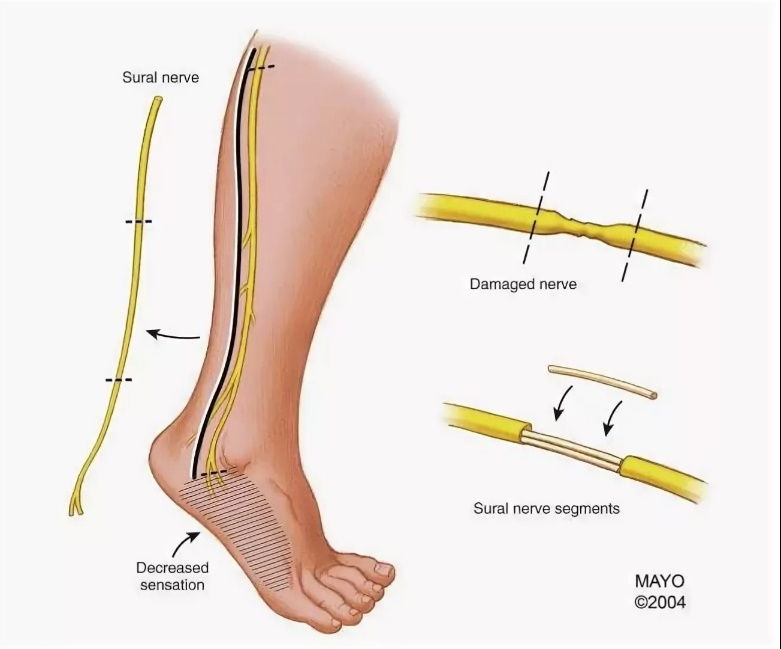 Sural nerve
Damaged nerve
Sural nerve segments
Decreased
sensation
MAYO
©2004